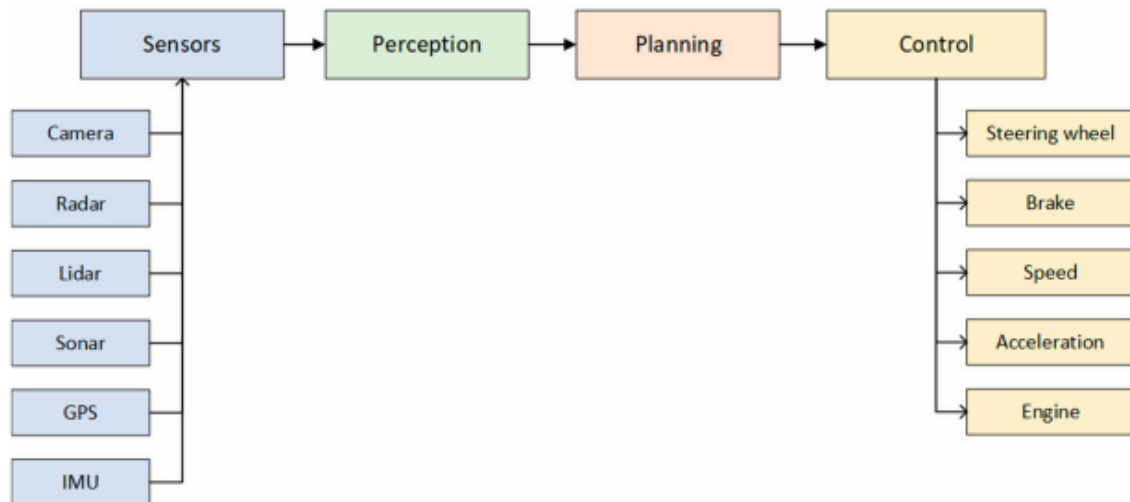 Sensors
Perception
Planning
Control
Camera
Radar
Lidar
Sonar
GPS
IMU
Steering wheel
Brake
Speed
Acceleration
Engine